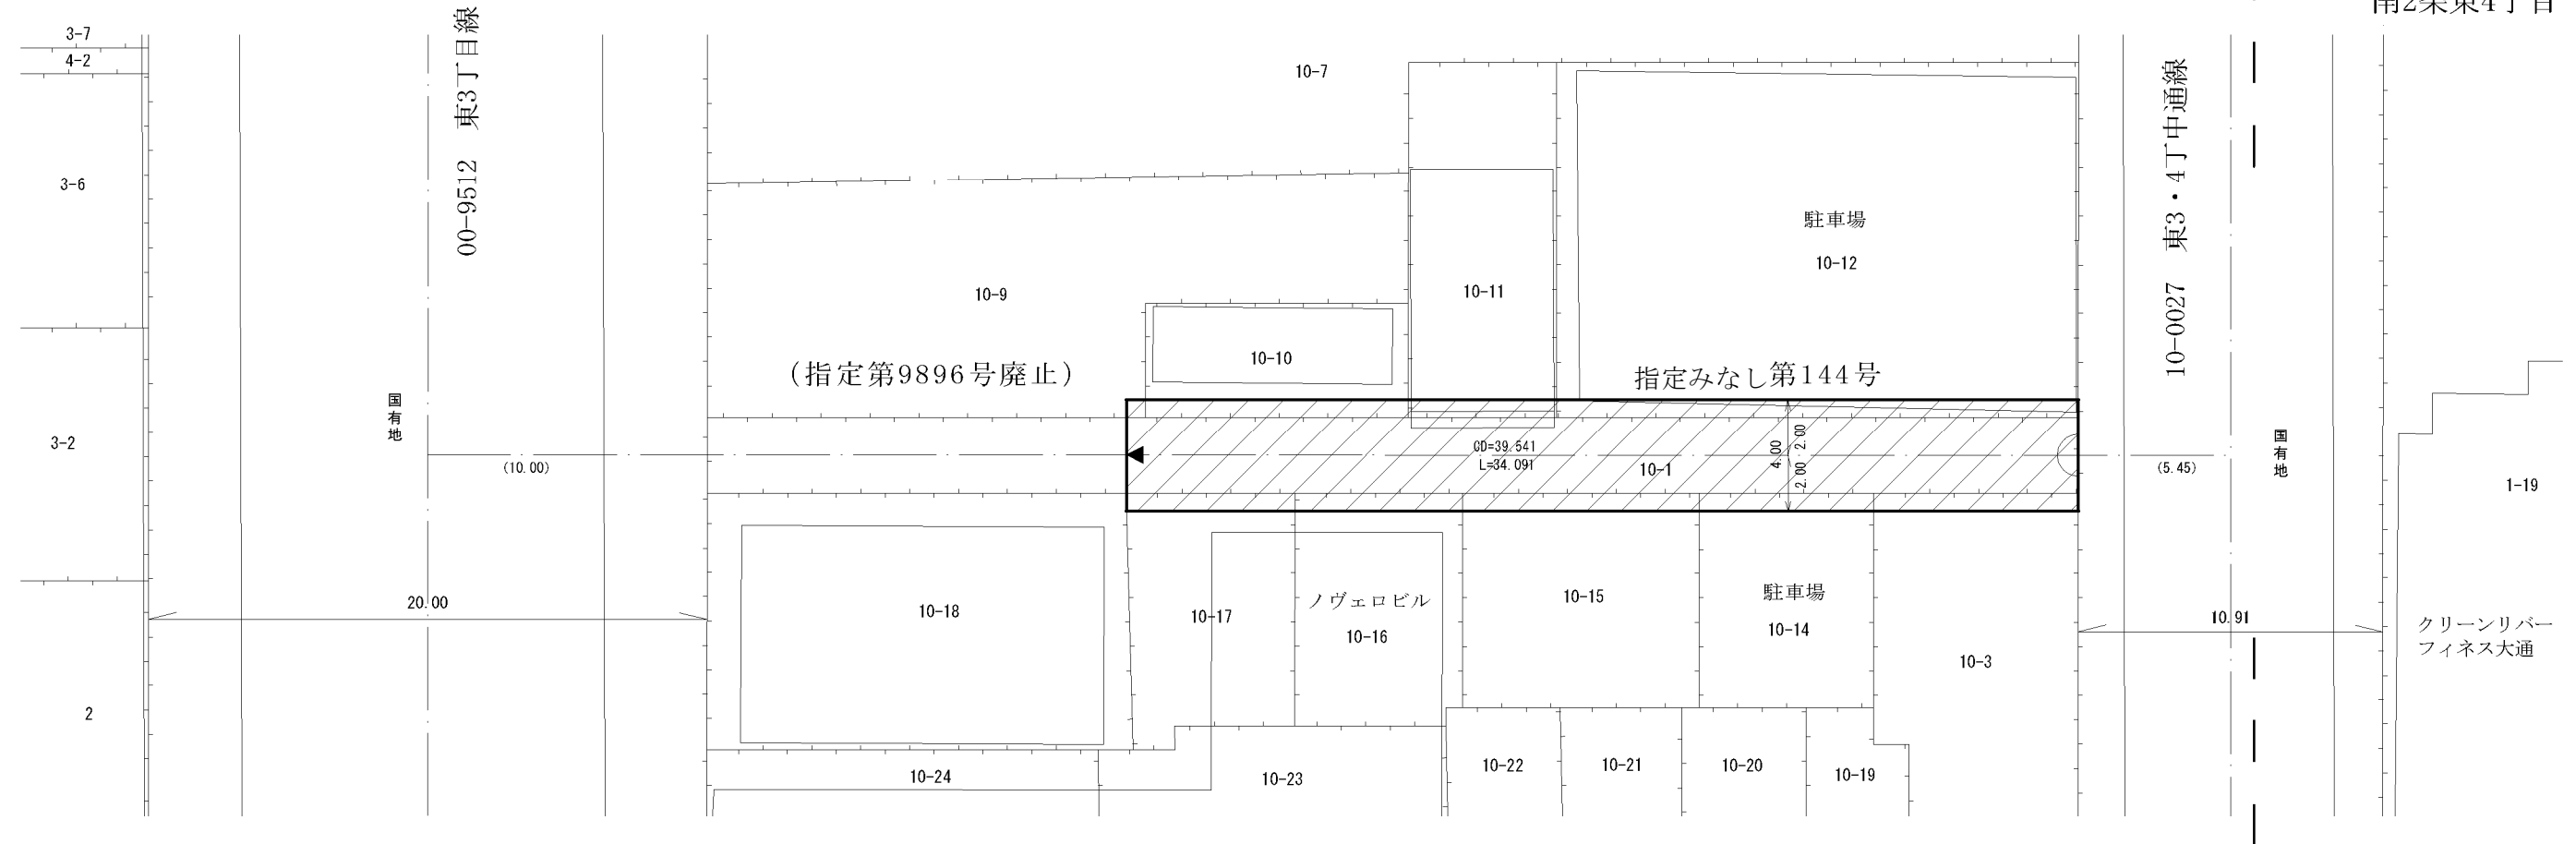 南2条東4丁目
3-7
4-2
3-6
3-2
2
00-9512 東3丁目線
国有地
(10.00)
20.00
10-7
10-9
10-10
10-11
駐車場
10-12
(指定第9896号廃止)
指定みなし第144号
CD=39.541
L=34.091
10-1
4.00
2.00
2.00
10-18
10-17
ノヴェロビル
10-16
10-15
駐車場
10-14
10-3
10-24
10-23
10-22
10-21
10-20
10-19
10-0027 東3・4丁中通線
国有地
(5.45)
10.91
1-19
クリーンリバー
フィネス大通